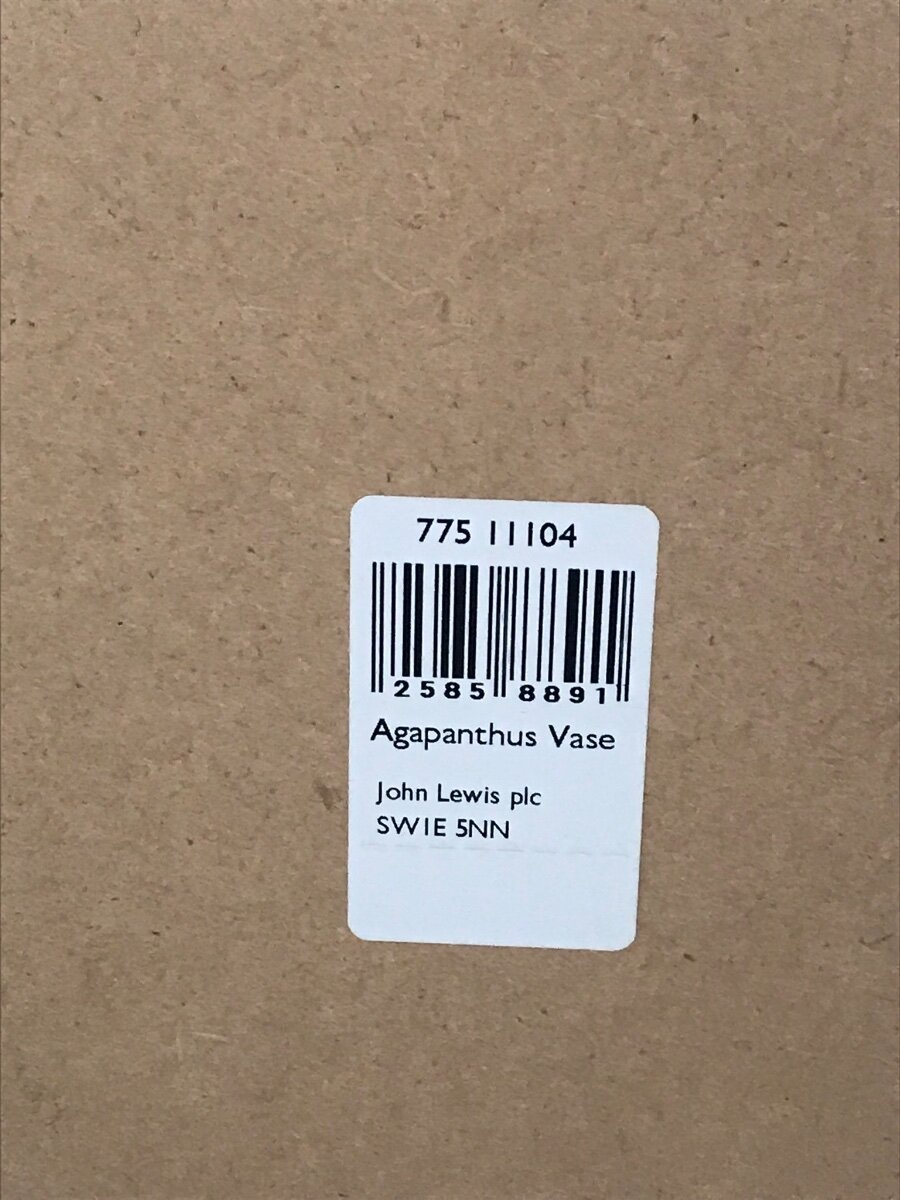 775 11104
2585 8891
Agapanthus Vase
John Lewis plc
SW1E 5NN